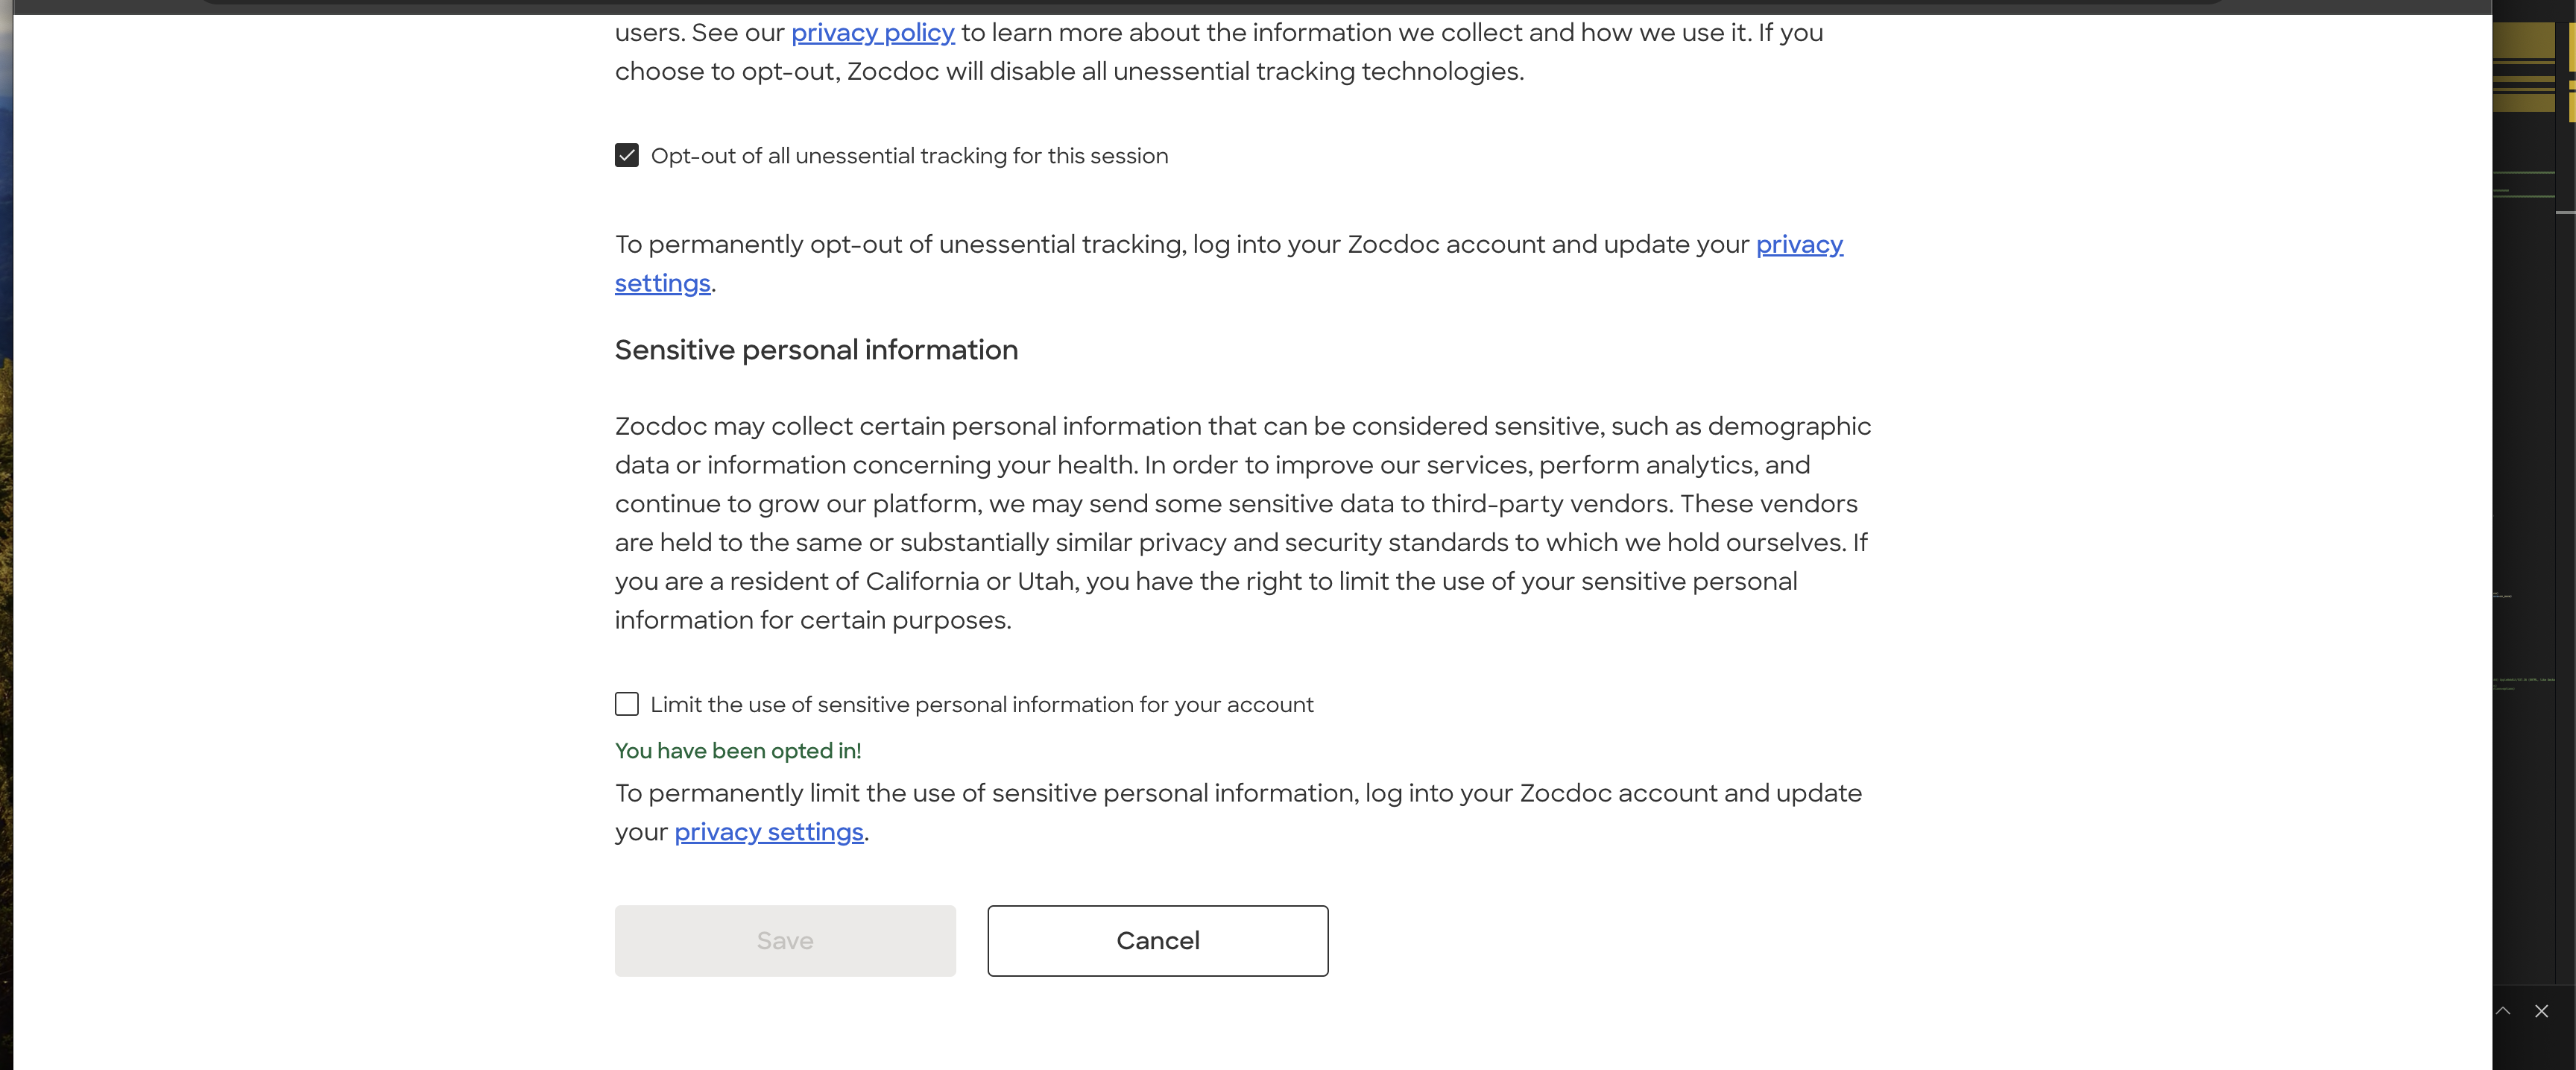 users. See our privacy policy to learn more about the information we collect and how we use it. If you
choose to opt-out, Zocdoc will disable all unessential tracking technologies.
Opt-out of all unessential tracking for this session
To permanently opt-out of unessential tracking, log into your Zocdoc account and update your privacy
settings.
Sensitive personal information
Zocdoc may collect certain personal information that can be considered sensitive, such as demographic
data or information concerning your health. In order to improve our services, perform analytics, and
continue to grow our platform, we may send some sensitive data to third-party vendors. These vendors
are held to the same or substantially similar privacy and security standards to which we hold ourselves. If
you are a resident of California or Utah, you have the right to limit the use of your sensitive personal
information for certain purposes.
Limit the use of sensitive personal information for your account
You have been opted in!
To permanently limit the use of sensitive personal information, log into your Zocdoc account and update
your privacy settings.
Save
Cancel